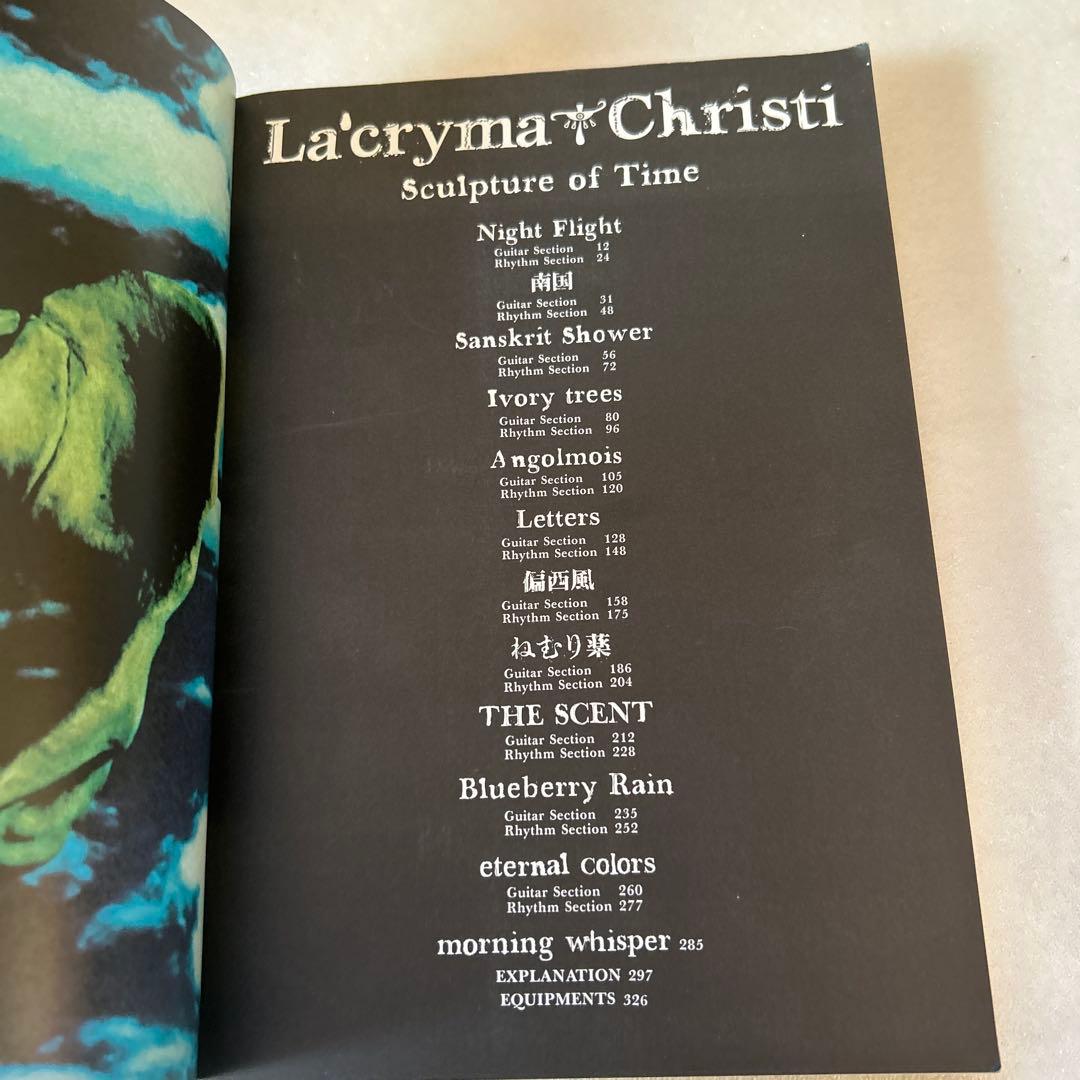 La'cryma Christi
Sculpture of Time
Night Flight
Guitar Section 12
Rhythm Section 24
南国
Guitar Section 31
Rhythm Section 48
Sanskrit Shower
Guitar Section 56
Rhythm Section 72
Ivory trees
Guitar Section 80
Rhythm Section 96
Angolmois
Guitar Section 105
Rhythm Section 120
Letters
Guitar Section 128
Rhythm Section 148
偏西風
Guitar Section 158
Rhythm Section 175
ねむり薬
Guitar Section 186
Rhythm Section 204
THE SCENT
Guitar Section 212
Rhythm Section 228
Blueberry Rain
Guitar Section 235
Rhythm Section 252
eternal colors
Guitar Section 260
Rhythm Section 277
morning whisper 285
EXPLANATION 297
EQUIPMENTS 326